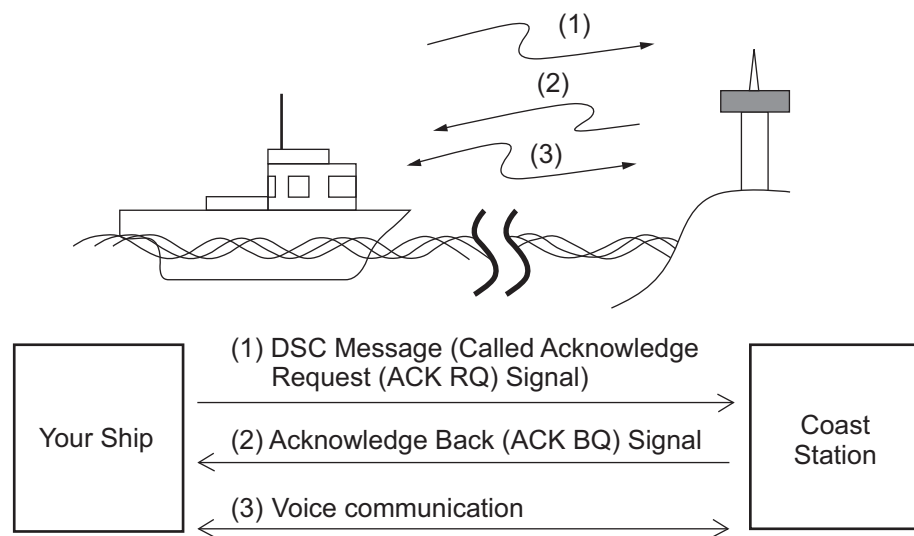 (1)
(2)
(3)
(1) DSC Message (Called Acknowledge
Request (ACK RQ) Signal)
Your Ship
(2) Acknowledge Back (ACK BQ) Signal
Coast
Station
(3) Voice communication